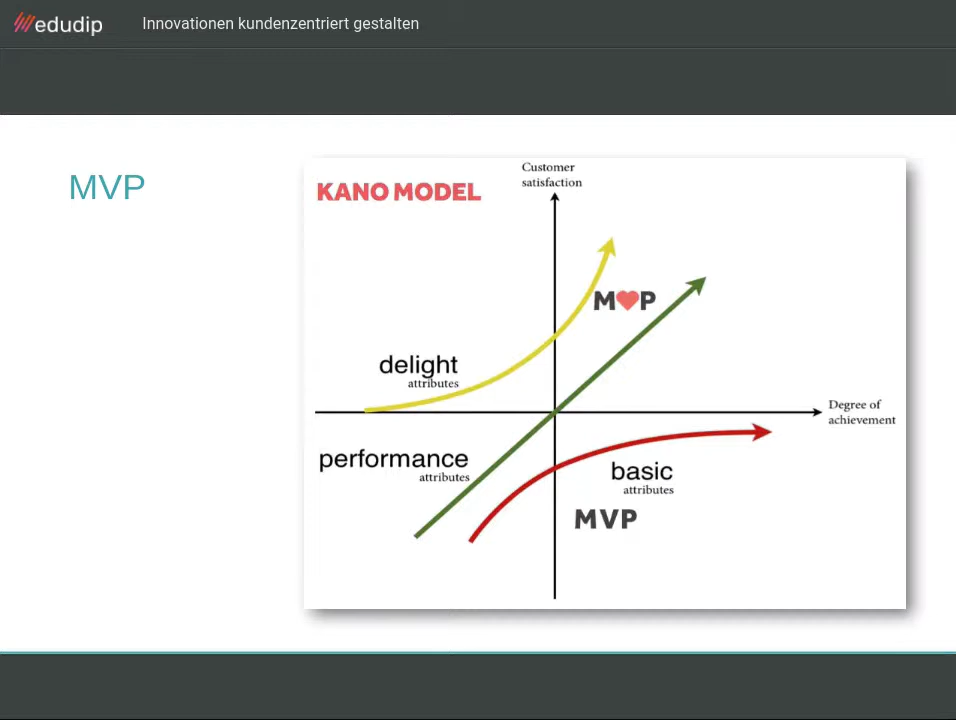 edudip
Innovationen kundenzentriert gestalten
MVP
KANO MODEL
Customer
satisfaction
M❤P
delight
attributes
Degree of
achievement
performance
attributes
basic
attributes
MVP